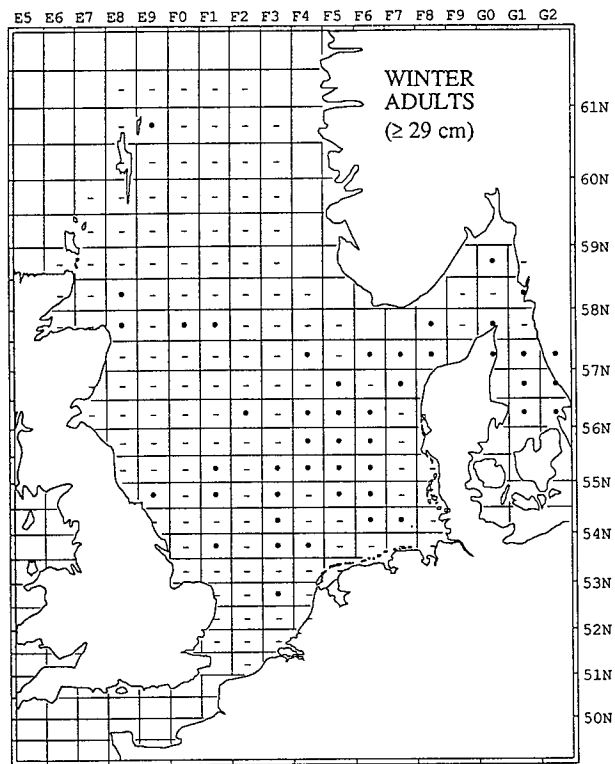 E5 E6 E7 E8 E9 F0 F1 F2 F3 F4 F5 F6 F7 F8 F9 G0 G1 G2
WINTER
ADULTS
(≥ 29 cm)
61N
60N
59N
58N
57N
56N
55N
54N
53N
52N
51N
50N